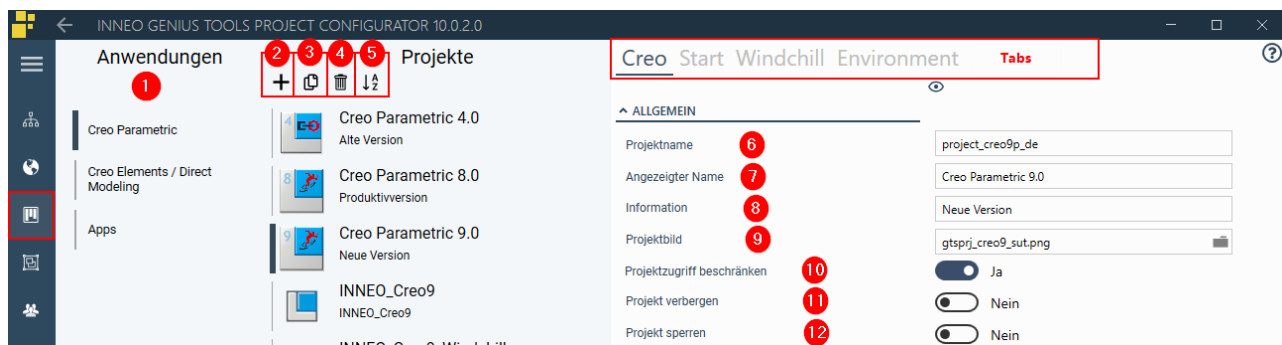 INNEO GENIUS TOOLS PROJECT CONFIGURATOR 10.0.2.0
Anwendungen
1
Creo Parametric
Creo Elements / Direct
Modeling
Apps
2 3 4 5
Projekte
A
Z
4
Creo Parametric 4.0
Alte Version
8
Creo Parametric 8.0
Produktivversion
9
Creo Parametric 9.0
Neue Version
INNEO_Creo9
INNEO_Creo9
Creo Start Windchill Environment Tabs
?
ALLGEMEIN
Projektname 6 project_creo9p_de
Angezeigter Name 7 Creo Parametric 9.0
Information 8 Neue Version
Projektbild 9 gtsprj_creo9_sut.png
Projektzugriff beschränken 10 Ja
Projekt verbergen 11 Nein
Projekt sperren 12 Nein